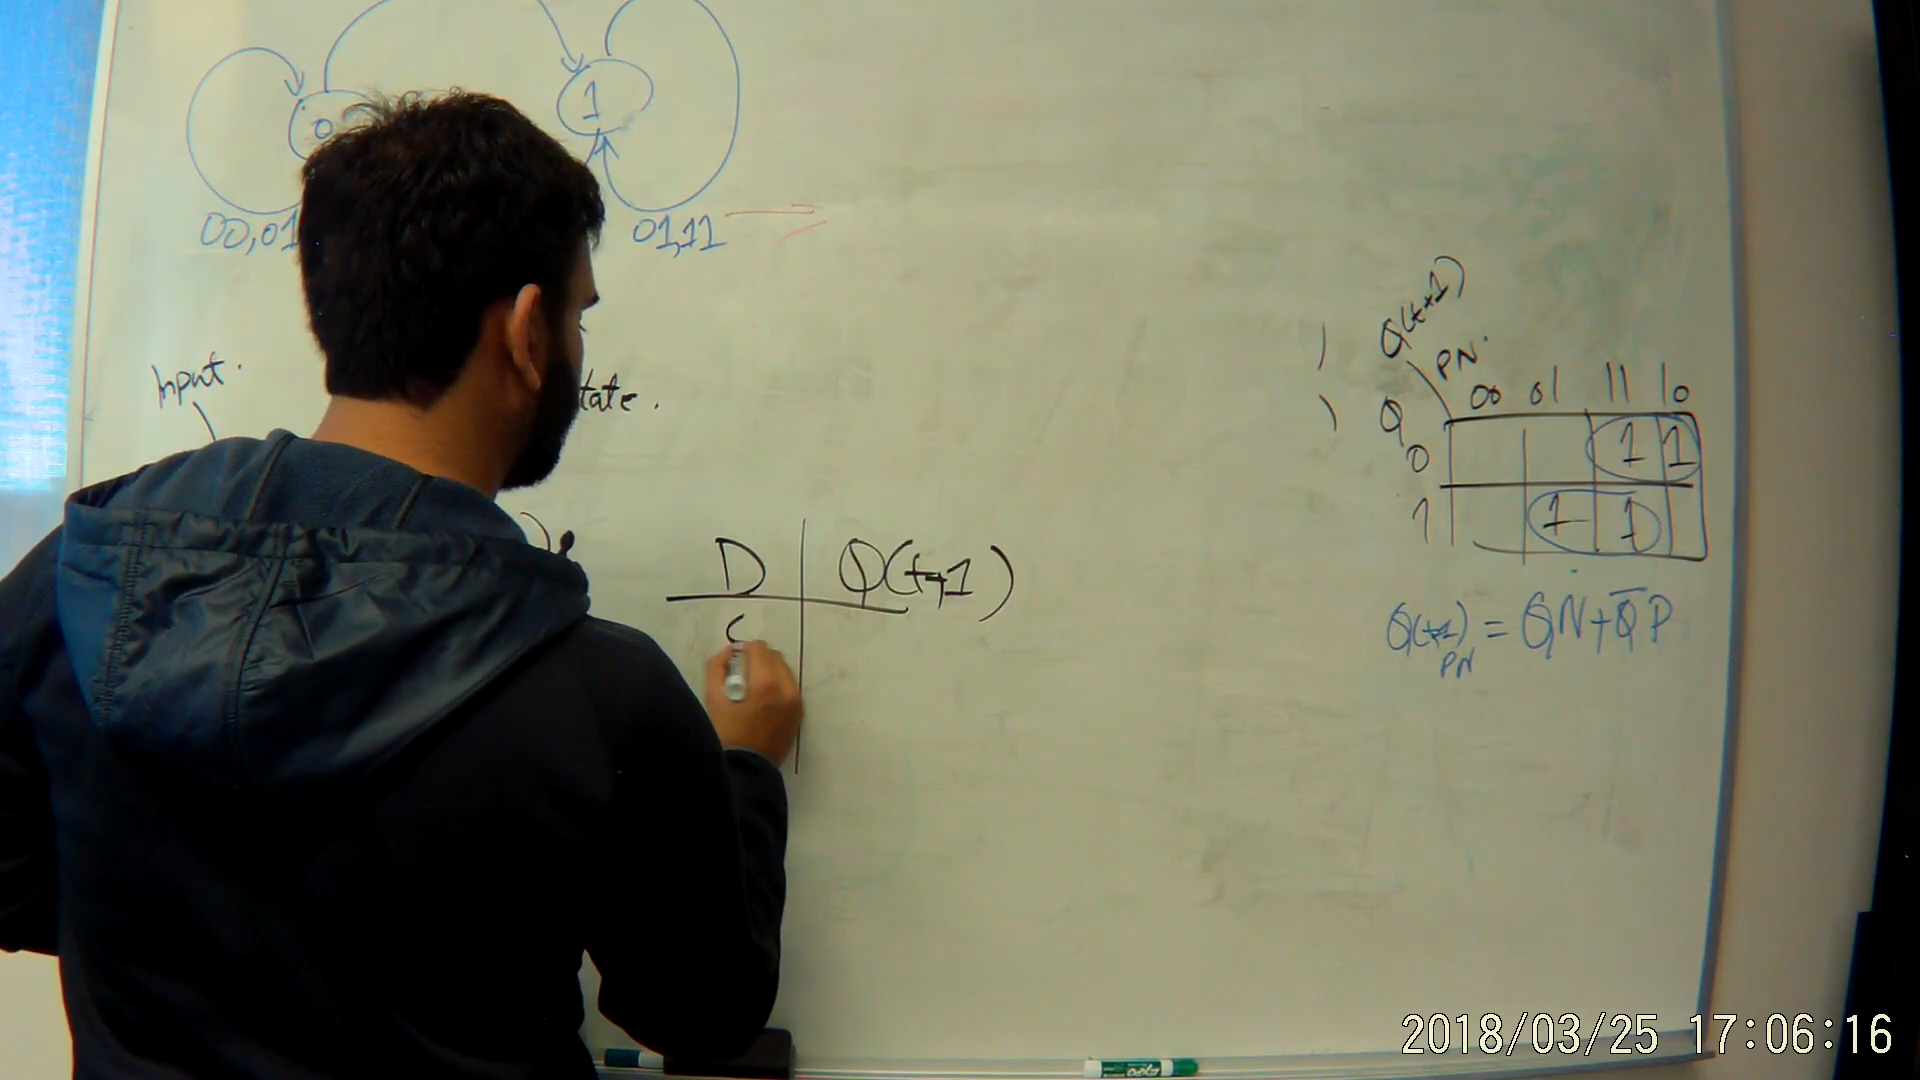 0
1
00,01
01,11
Input.
tate.
D Q(t+1)
Q(t+1)
PN.
Q 00 01 11 10
0 1 1
1 1 1
Q(t+1) = QN+Q̅P
PN
2018/03/25 17:06:16